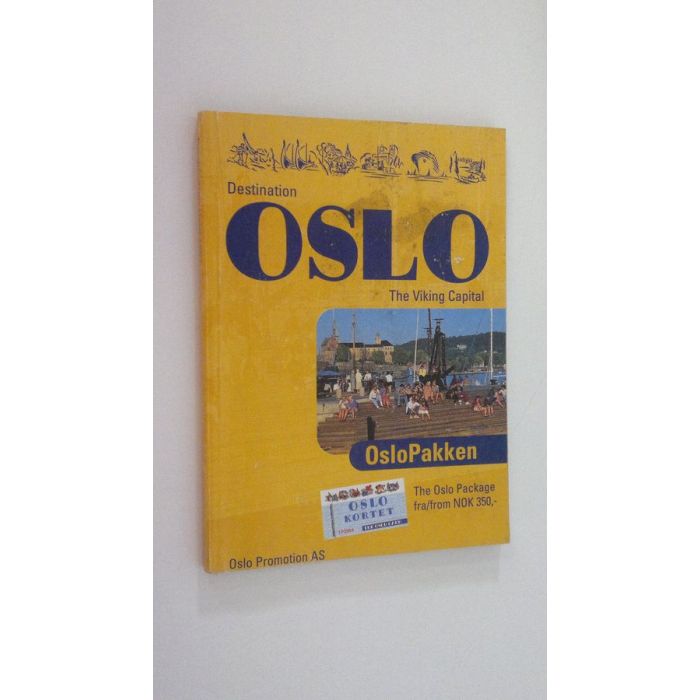 Destination
OSLO
The Viking Capital
OsloPakken
The Oslo Package
fra/from NOK 350,-
OSLO
KORTET
Oslo Promotion AS